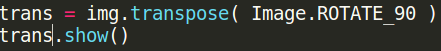 trans = img.transpose( Image.ROTATE_90 )
trans.show()